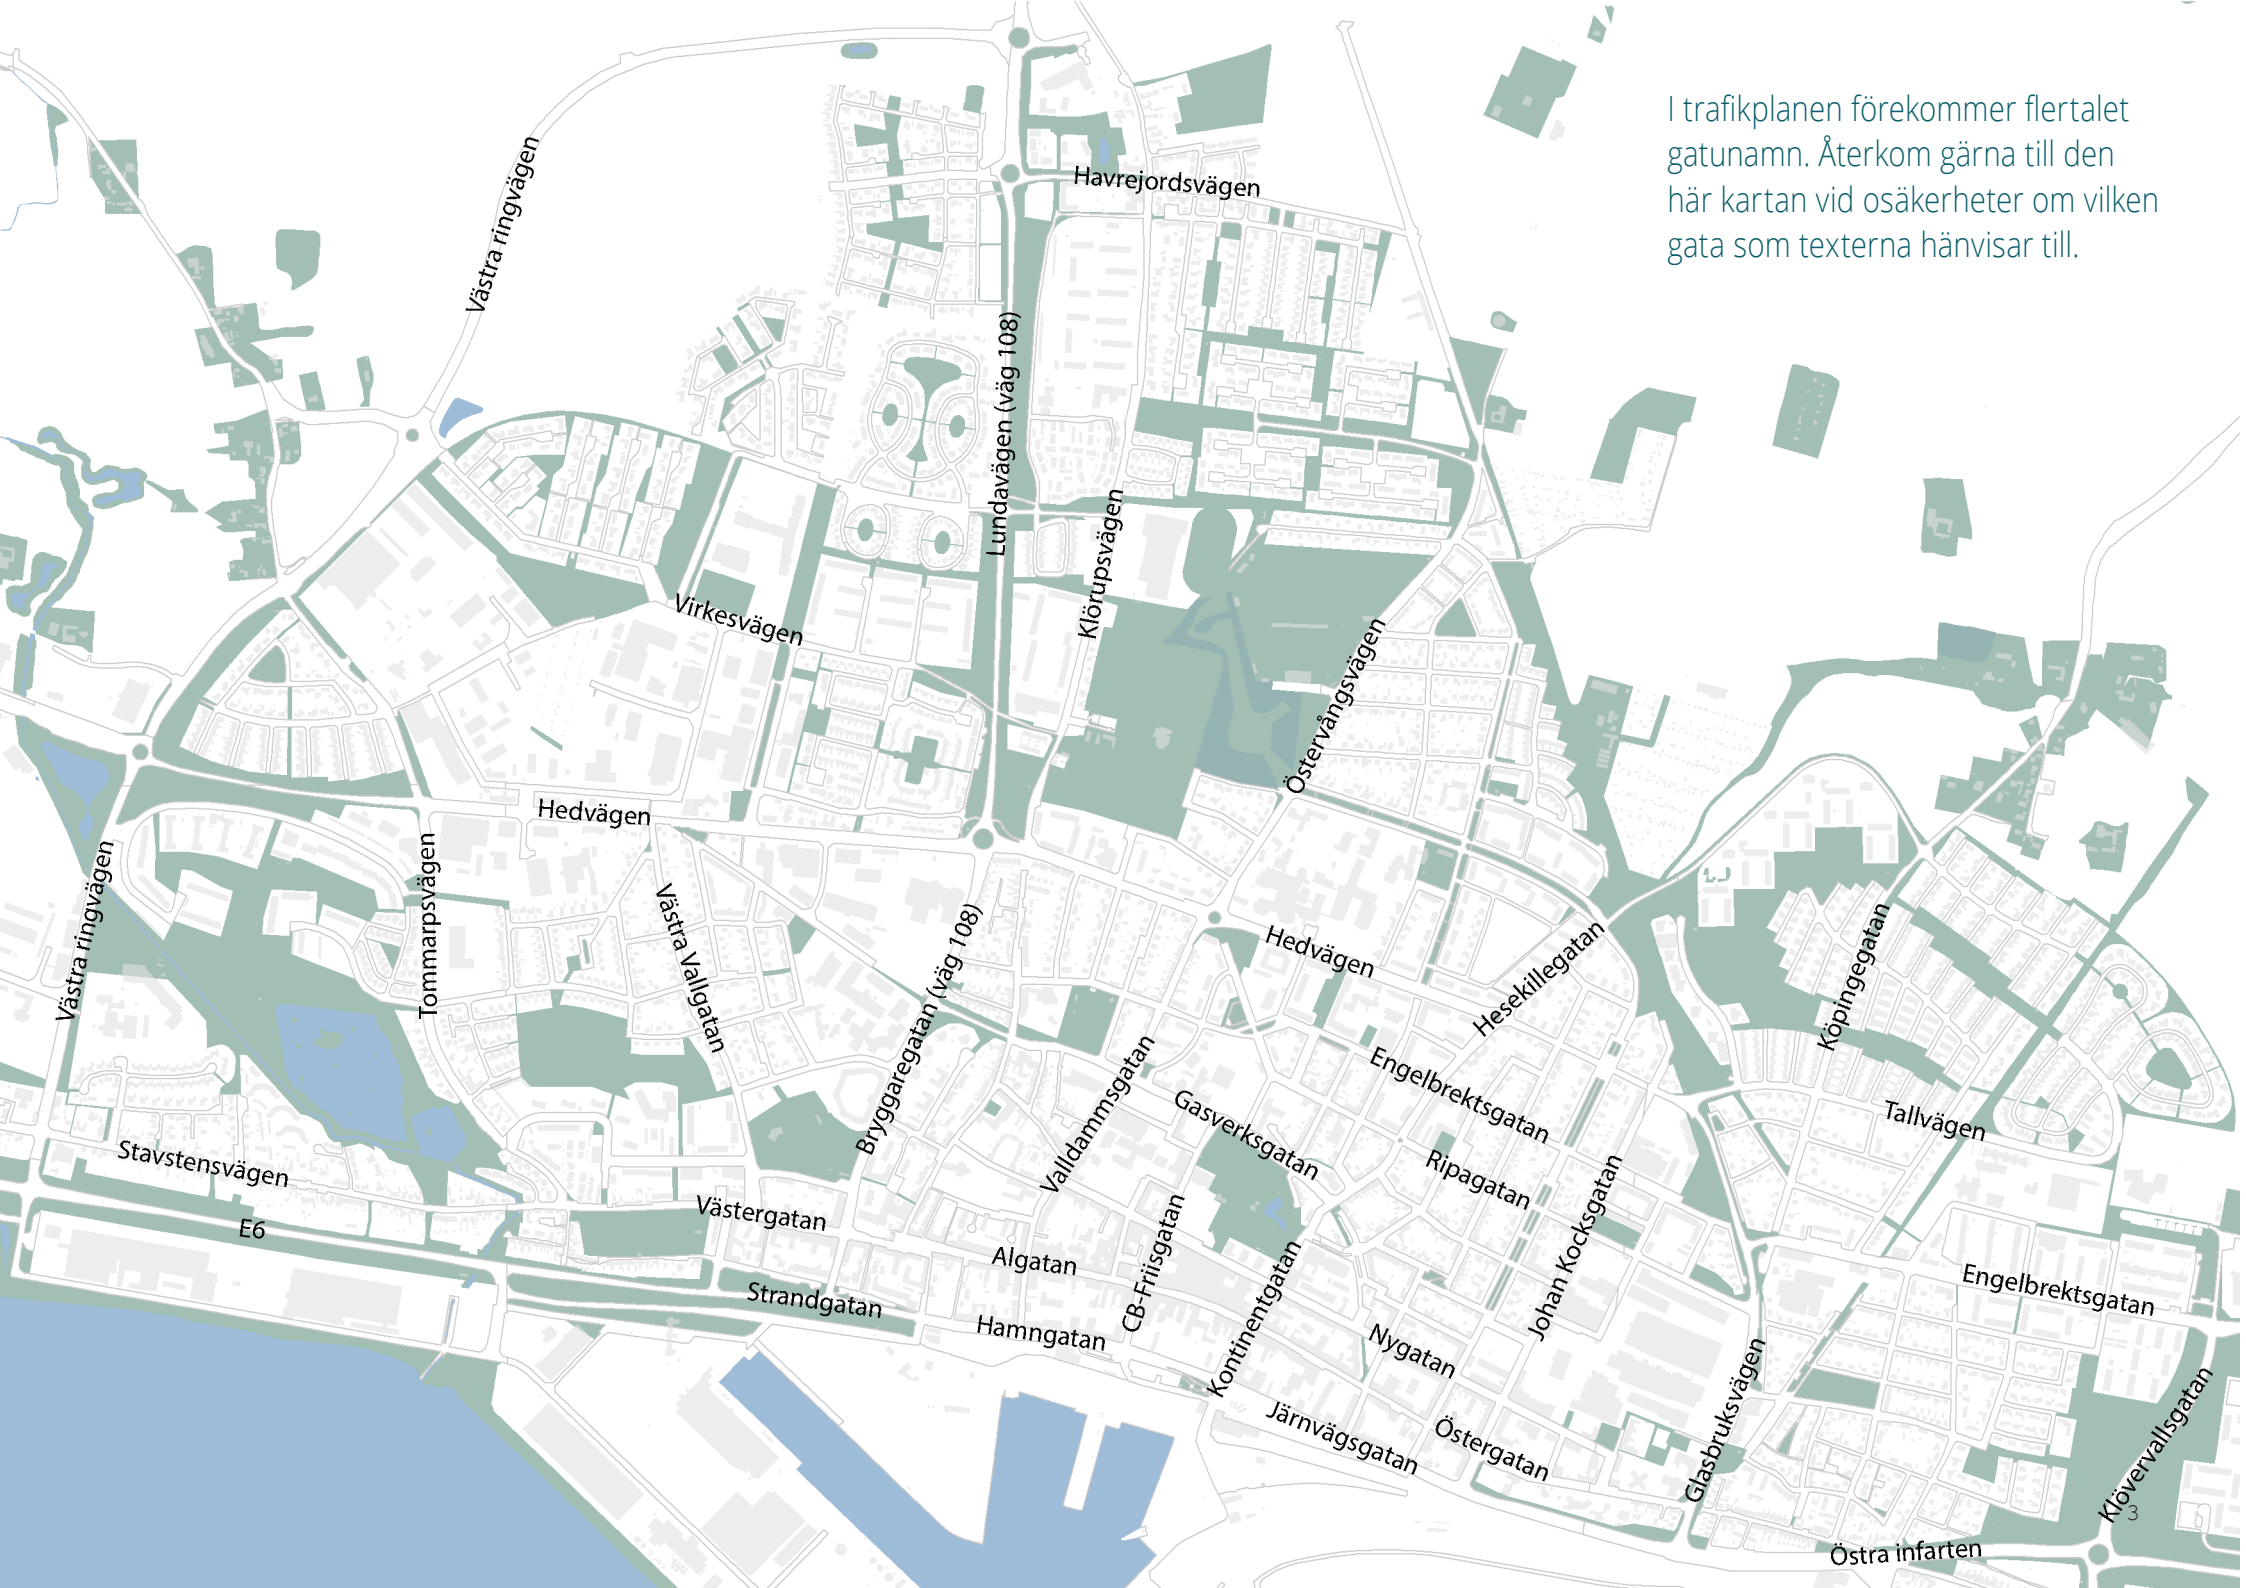 I trafikplanen förekommer flertalet
gatunamn. Återkom gärna till den
här kartan vid osäkerheter om vilken
gata som texterna hänvisar till.
Västra ringvägen
Havrejordsvägen
Lundavägen (väg 108)
Klörupsvägen
Virkesvägen
Östervångsvägen
Hedvägen
Tommarpsvägen
Västra ringvägen
Västra Vallgatan
Bryggaregatan (väg 108)
Hedvägen
Hesekillegatan
Köpingegatan
Valldammsgatan
Gasverksgatan
Engelbrektsgatan
Tallvägen
Stavstensvägen
Ripagatan
Västergatan
E6
Johan Kocksgatan
Algatan
CB-Friisgatan
Kontinentgatan
Strandgatan
Engelbrektsgatan
Hamngatan
Nygatan
Glasbruksvägen
Järnvägsgatan
Östergatan
Klövervallsgatan
3
Östra infarten